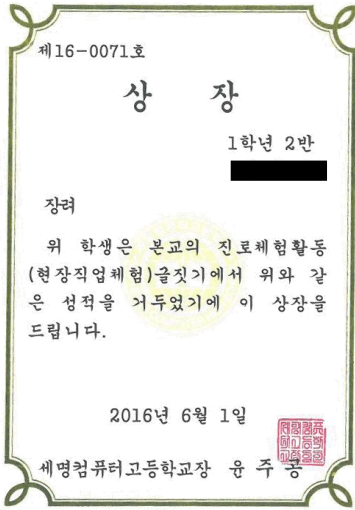 제16-0071호
상 장
1학년 2반
장려
위 학생은 본교의 진로체험활동
(현장직업체험)글짓기에서 위와 같
은 성적을 거두었기에 이 상장을
드립니다.
2016년 6월 1일
세명컴퓨터고등학교장 윤주공